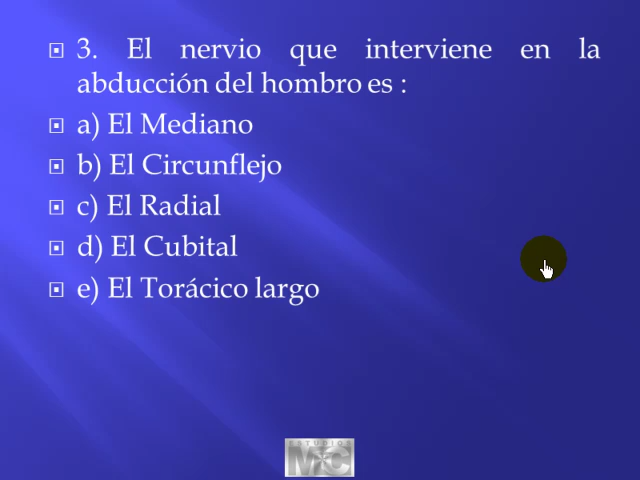 3. El nervio que interviene en la
abducción del hombro es :
a) El Mediano
b) El Circunflejo
c) El Radial
d) El Cubital
e) El Torácico largo
ESTUDIOS
M*C